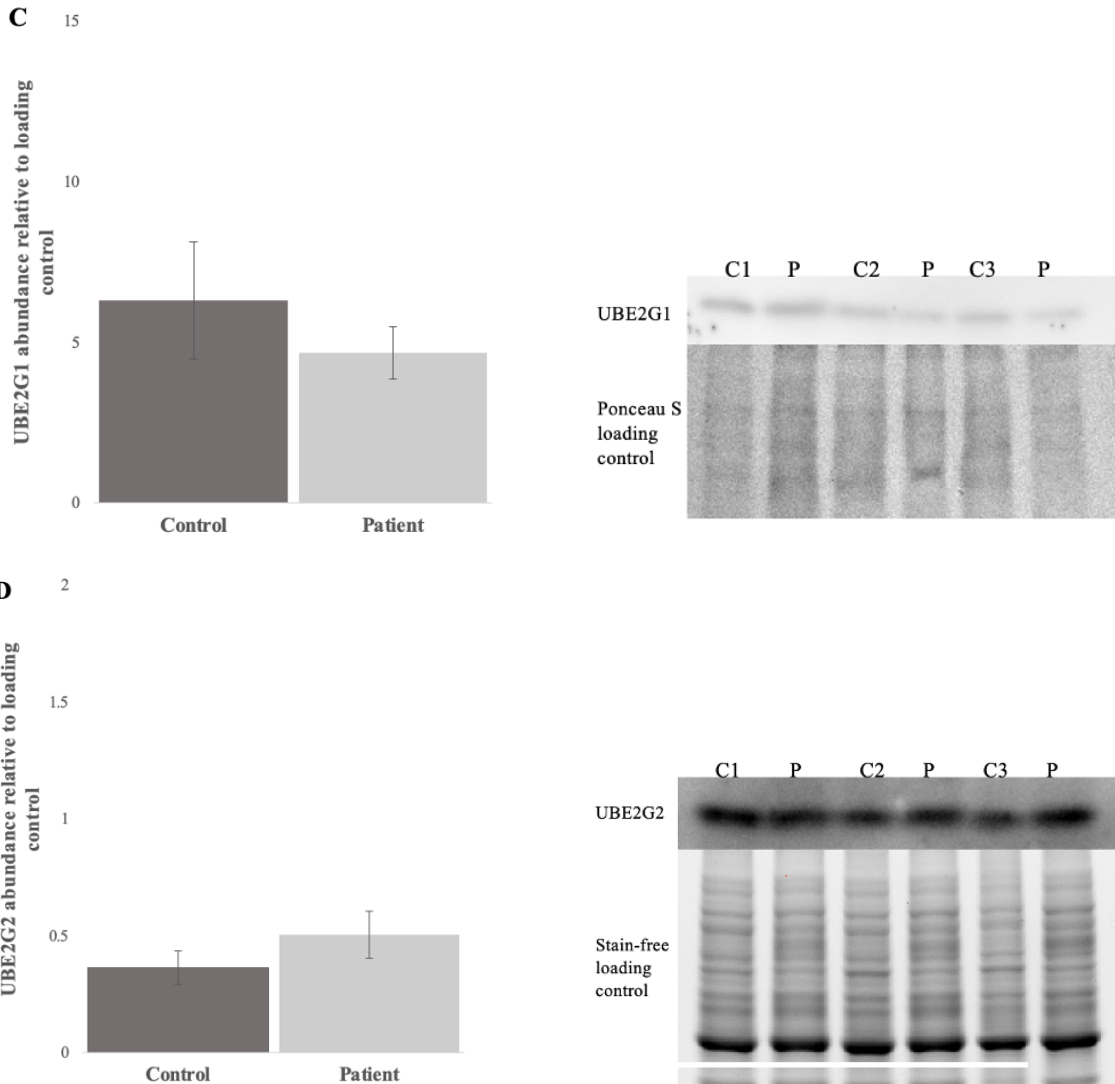 C
15
10
5
0
UBE2G1 abundance relative to loading
control
Control
Patient
C1 P C2 P C3 P
UBE2G1
Ponceau S
loading
control
D
2
1.5
1
0.5
0
UBE2G2 abundance relative to loading
control
Control
Patient
C1 P C2 P C3 P
UBE2G2
Stain-free
loading
control